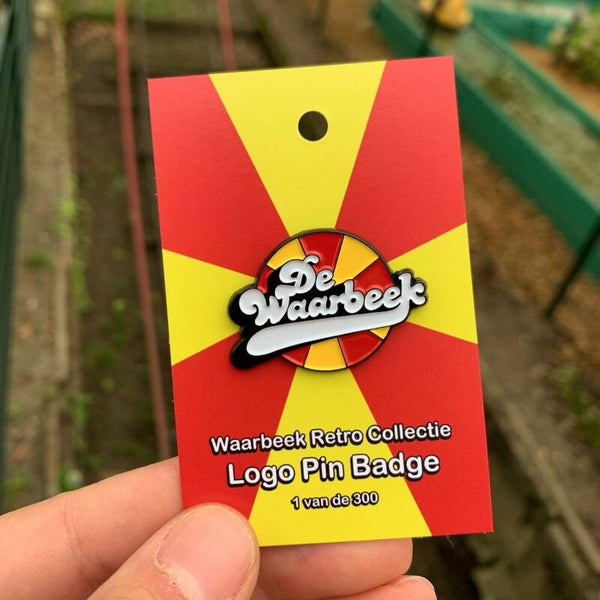 De
Waarbeek
Waarbeek Retro Collectie
Logo Pin Badge
1 van de 300